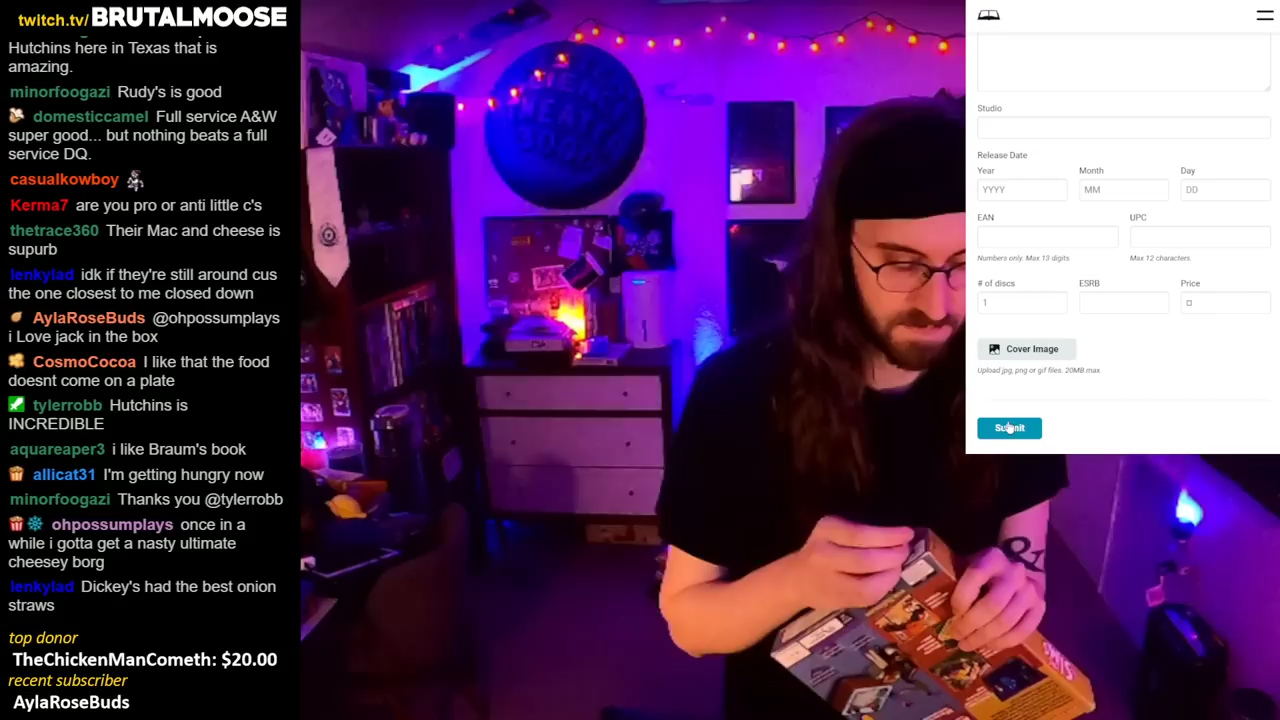 twitch.tv/BRUTALMOOSE
Hutchins here in Texas that is
amazing.
minorfoogazi Rudy's is good
domesticcamel Full service A&W
super good... but nothing beats a full
service DQ.
casualkowboy
Kerma7 are you pro or anti little c's
thetrace360 Their Mac and cheese is
supurb
lenkylad idk if they're still around cus
the one closest to me closed down
AylaRoseBuds @ohpossumplays
i Love jack in the box
CosmoCocoa I like that the food
doesnt come on a plate
tylerrobb Hutchins is
INCREDIBLE
aquareaper3 i like Braum's book
allicat31 I'm getting hungry now
minorfoogazi Thanks you @tylerrobb
ohpossumplays once in a
while i gotta get a nasty ultimate
cheesey borg
lenkylad Dickey's had the best onion
straws
top donor
TheChickenManCometh: $20.00
recent subscriber
AylaRoseBuds
Studio
Release Date
Year Month Day
YYYY MM DD
EAN UPC
Numbers only. Max 13 digits. Max 12 characters.
# of discs ESRB Price
1
Cover Image
Upload jpg, png or gif files. 20MB max.
Submit
&
SIMS